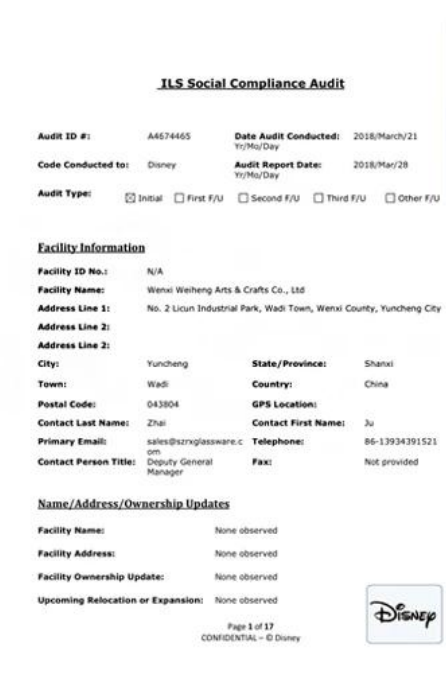 ILS Social Compliance Audit
Audit ID #: A4674465 Date Audit Conducted: 2018/March/21
Yr/Mo/Day
Code Conducted to: Disney Audit Report Date: 2018/Mar/28
Yr/Mo/Day
Audit Type: ☒ Initial ☐ First F/U ☐ Second F/U ☐ Third F/U ☐ Other F/U
Facility Information
Facility ID No.: N/A
Facility Name: Wenxi Weiheng Arts & Crafts Co., Ltd
Address Line 1: No. 2 Licun Industrial Park, Wadi Town, Wenxi County, Yuncheng City
Address Line 2:
Address Line 2:
City: Yuncheng State/Province: Shanxi
Town: Wadi Country: China
Postal Code: 043804 GPS Location:
Contact Last Name: Zhai Contact First Name: Ju
Primary Email: sales@szrxglassware.c Telephone: 86-13934391521
om
Contact Person Title: Deputy General Fax: Not provided
Manager
Name/Address/Ownership Updates
Facility Name: None observed
Facility Address: None observed
Facility Ownership Update: None observed
Upcoming Relocation or Expansion: None observed
Page 1 of 17
CONFIDENTIAL – © Disney
Disney